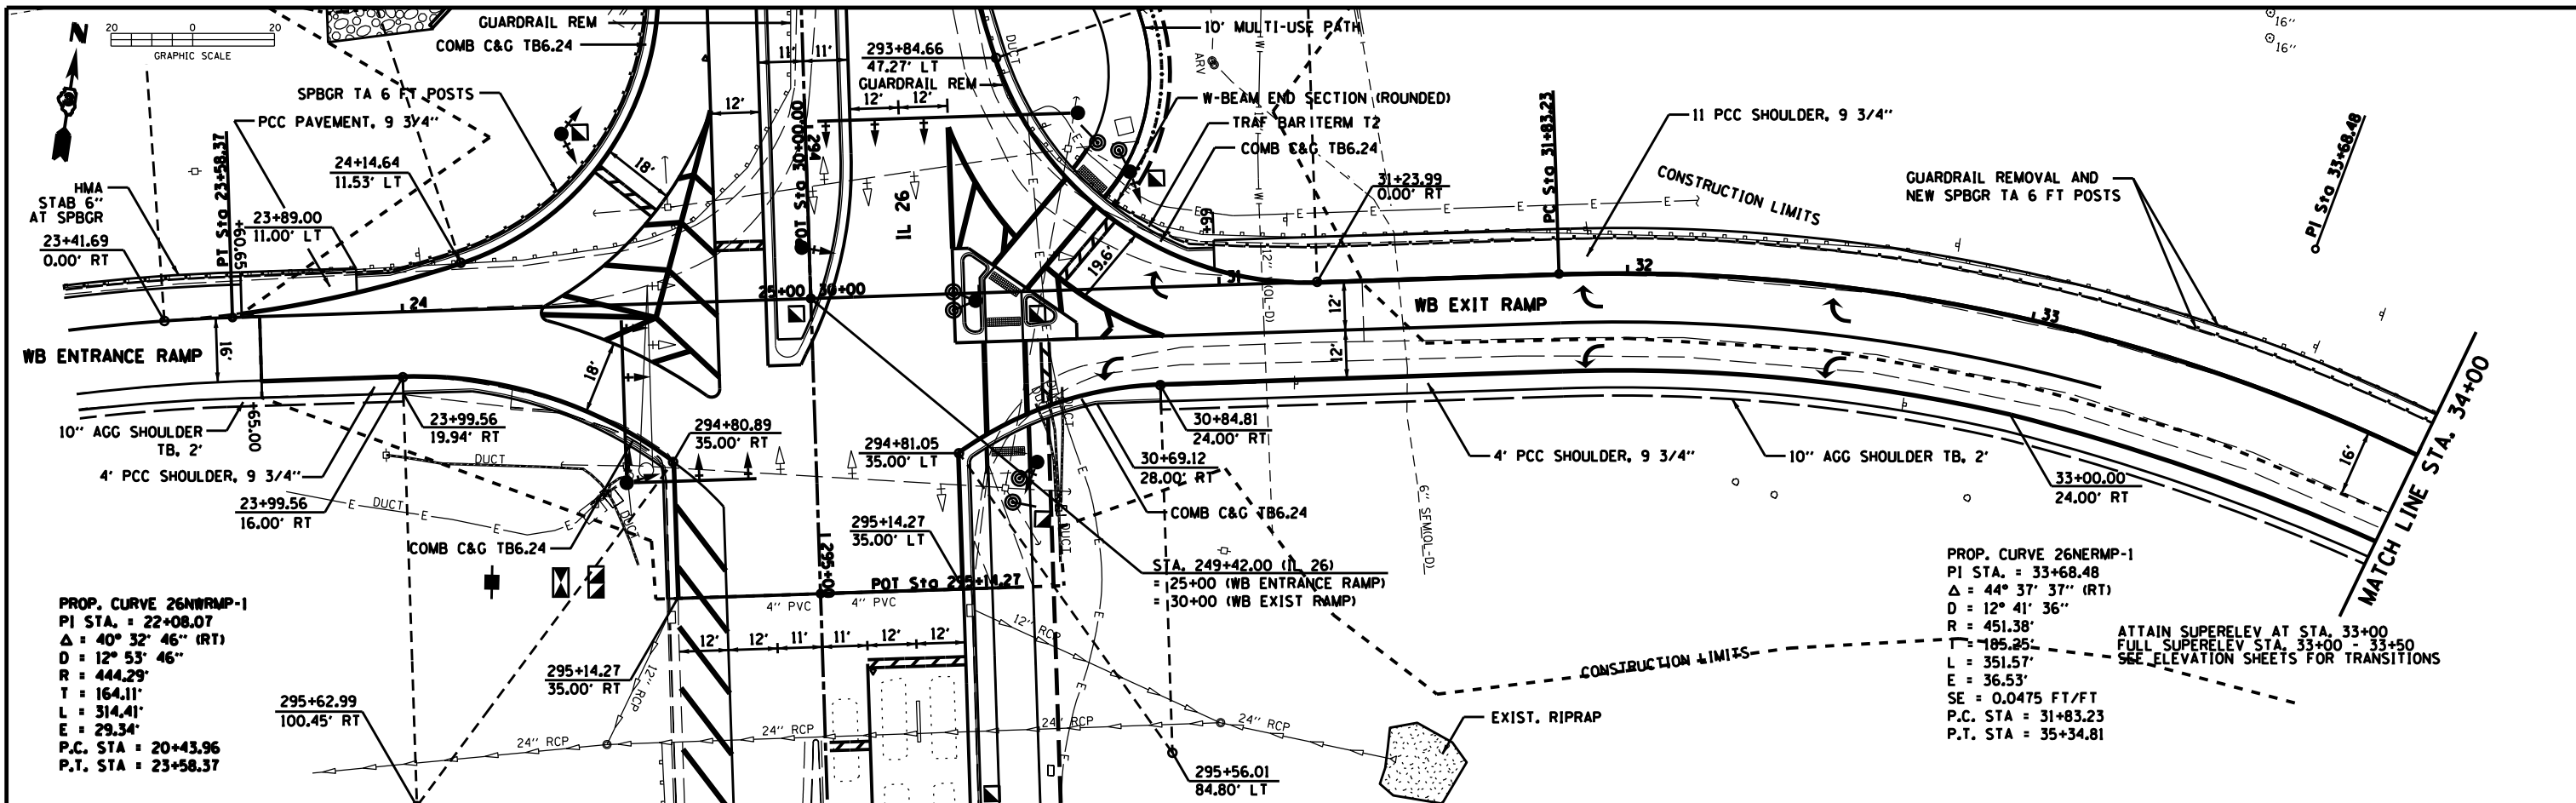 N
20 0 20
GRAPHIC SCALE
GUARDRAIL REM
COMB C&G TB6.24
SPBGR TA 6 FT POSTS
PCC PAVEMENT, 9 3/4"
24+14.64
11.53' LT
HMA
STAB 6"
AT SPBGR
23+89.00
11.00' LT
23+41.69
0.00' RT
PT Sta 23+58.37
+60.65
WB ENTRANCE RAMP
16'
24
18'
18'
12'
11' 11'
293+84.66
47.27' LT
GUARDRAIL REM
12' 12'
POT Sta 30+00.00
294
IL 26
25+00 30+00
DUCT
10' MULTI-USE PATH
ARV
W-BEAM END SECTION (ROUNDED)
TRAF BAR TERM T2
COMB C&G TB6.24
31+23.99
0.00' RT
+99
19.6'
31
12" W(OL-D)
PC Sta 31+83.23
11 PCC SHOULDER, 9 3/4"
CONSTRUCTION LIMITS
GUARDRAIL REMOVAL AND
NEW SPBGR TA 6 FT POSTS
PI Sta 33+68.48
16"
16"
32
33
WB EXIT RAMP
12'
12'
16'
MATCH LINE STA. 34+00
10" AGG SHOULDER
TB, 2'
+65.00
4' PCC SHOULDER, 9 3/4"
23+99.56
19.94' RT
23+99.56
16.00' RT
DUCT
DUCT
DUCT
COMB C&G TB6.24
294+80.89
35.00' RT
294+81.05
35.00' LT
295+14.27
35.00' LT
295+00
POT Sta 295+14.27
4" PVC 4" PVC
30+84.81
24.00' RT
30+69.12
28.00' RT
COMB C&G TB6.24
DUCT
4' PCC SHOULDER, 9 3/4"
10" AGG SHOULDER TB, 2'
33+00.00
24.00' RT
STA. 249+42.00 (IL 26)
= 25+00 (WB ENTRANCE RAMP)
= 30+00 (WB EXIST RAMP)
PROP. CURVE 26NWRMP-1
PI STA. = 22+08.07
Δ = 40° 32' 46" (RT)
D = 12° 53' 46"
R = 444.29'
T = 164.11'
L = 314.41'
E = 29.34'
P.C. STA = 20+43.96
P.T. STA = 23+58.37
295+62.99
100.45' RT
295+14.27
35.00' RT
12' 12' 11' 11' 12' 12'
12" RCP
12" RCP
24" RCP
24" RCP
24" RCP
24" RCP
295+56.01
84.80' LT
EXIST. RIPRAP
CONSTRUCTION LIMITS
PROP. CURVE 26NERMP-1
PI STA. = 33+68.48
Δ = 44° 37' 37" (RT)
D = 12° 41' 36"
R = 451.38'
T = 185.25'
L = 351.57'
E = 36.53'
SE = 0.0475 FT/FT
P.C. STA = 31+83.23
P.T. STA = 35+34.81
ATTAIN SUPERELEV AT STA. 33+00
FULL SUPERELEV STA. 33+00 - 33+50
SEE ELEVATION SHEETS FOR TRANSITIONS